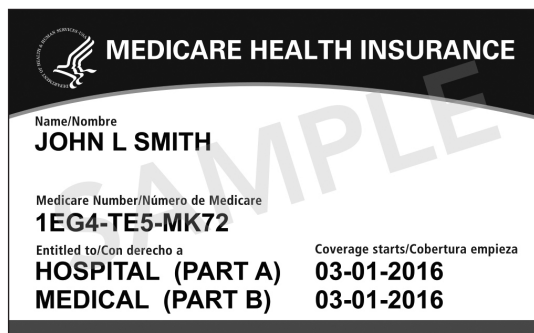 MEDICARE HEALTH INSURANCE
Name/Nombre
JOHN L SMITH
Medicare Number/Número de Medicare
1EG4-TE5-MK72
Entitled to/Con derecho a
Coverage starts/Cobertura empieza
HOSPITAL (PART A) 03-01-2016
MEDICAL (PART B) 03-01-2016
SAMPLE